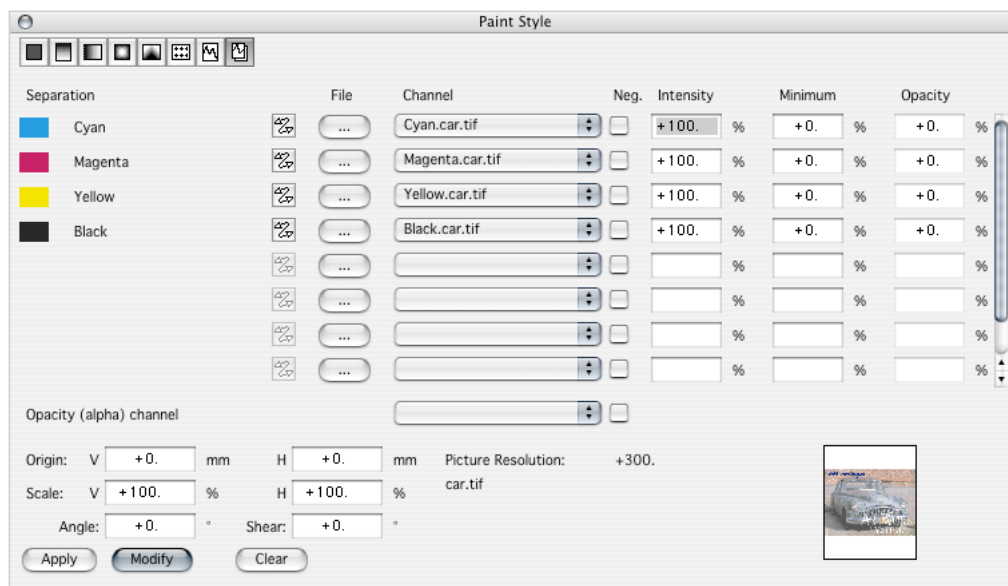 Paint Style
Separation File Channel Neg. Intensity Minimum Opacity
Cyan ... Cyan.car.tif +100. % +0. % +0. %
Magenta ... Magenta.car.tif +100. % +0. % +0. %
Yellow ... Yellow.car.tif +100. % +0. % +0. %
Black ... Black.car.tif +100. % +0. % +0. %
... % % %
... % % %
... % % %
... % % %
Opacity (alpha) channel
Origin: V +0. mm H +0. mm Picture Resolution: +300.
Scale: V +100. % H +100. % car.tif
Angle: +0. ° Shear: +0. °
Apply Modify Clear